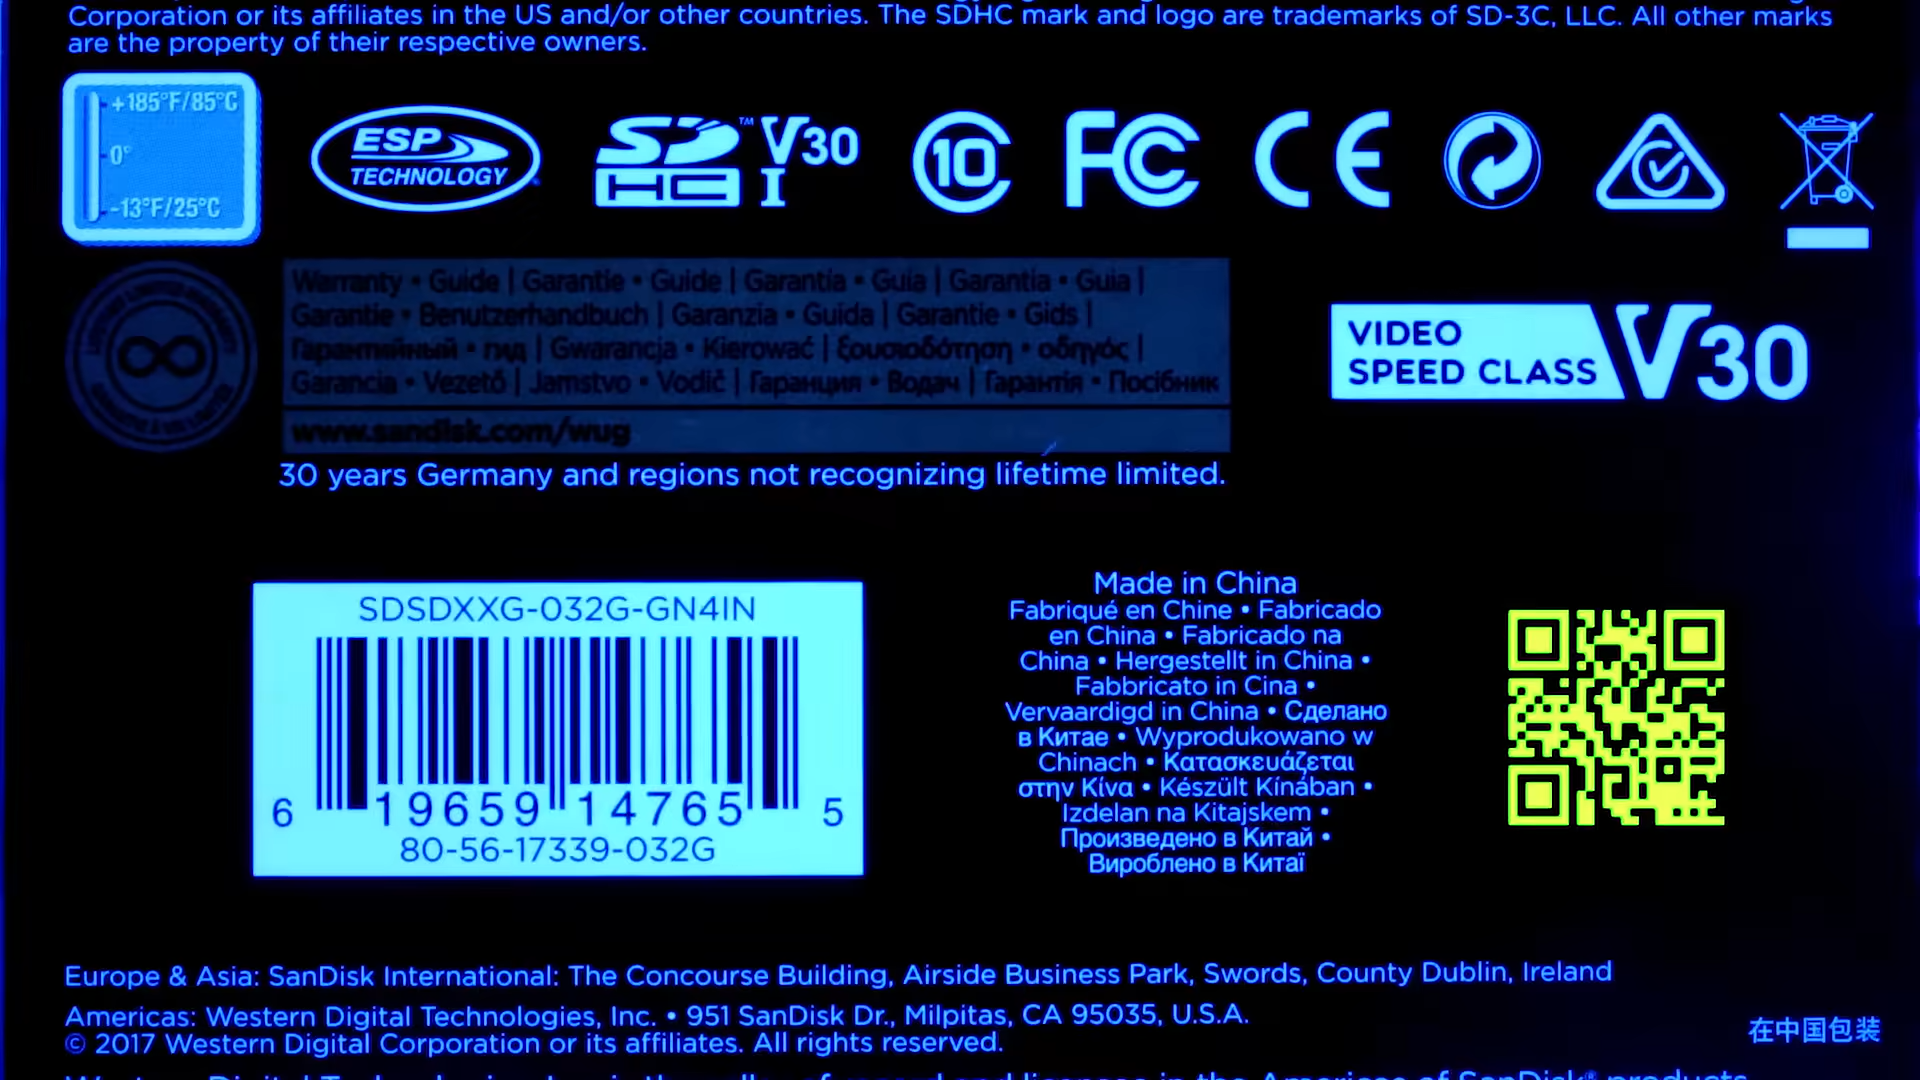 Corporation or its affiliates in the US and/or other countries. The SDHC mark and logo are trademarks of SD-3C, LLC. All other marks
are the property of their respective owners.
+185°F/85°C
0°
-13°F/25°C
ESP
TECHNOLOGY
SD HC ™ V30 I
10
FC
CE
Warranty • Guide | Garantie • Guide | Garantía • Guía | Garantia • Guia |
Garantie • Benutzerhandbuch | Garanzia • Guida | Garantie • Gids |
Гарантийный • гид | Gwarancja • Kierować | ξουσιοδότηση • οδηγός |
Garancia • Vezető | Jamstvo • Vodič | Гаранция • Водач | Гарантія • Посібник
www.sandisk.com/wug
30 years Germany and regions not recognizing lifetime limited.
VIDEO
SPEED CLASS
V30
SDSDXXG-032G-GN4IN
6 19659 14765 5
80-56-17339-032G
Made in China
Fabriqué en Chine • Fabricado
en China • Fabricado na
China • Hergestellt in China •
Fabbricato in Cina •
Vervaardigd in China • Сделано
в Китае • Wyprodukowano w
Chinach • Κατασκευάζεται
στην Κίνα • Készült Kínában •
Izdelan na Kitajskem •
Произведено в Китай •
Вироблено в Китаї
Europe & Asia: SanDisk International: The Concourse Building, Airside Business Park, Swords, County Dublin, Ireland
Americas: Western Digital Technologies, Inc. • 951 SanDisk Dr., Milpitas, CA 95035, U.S.A.
© 2017 Western Digital Corporation or its affiliates. All rights reserved.
在中国包装